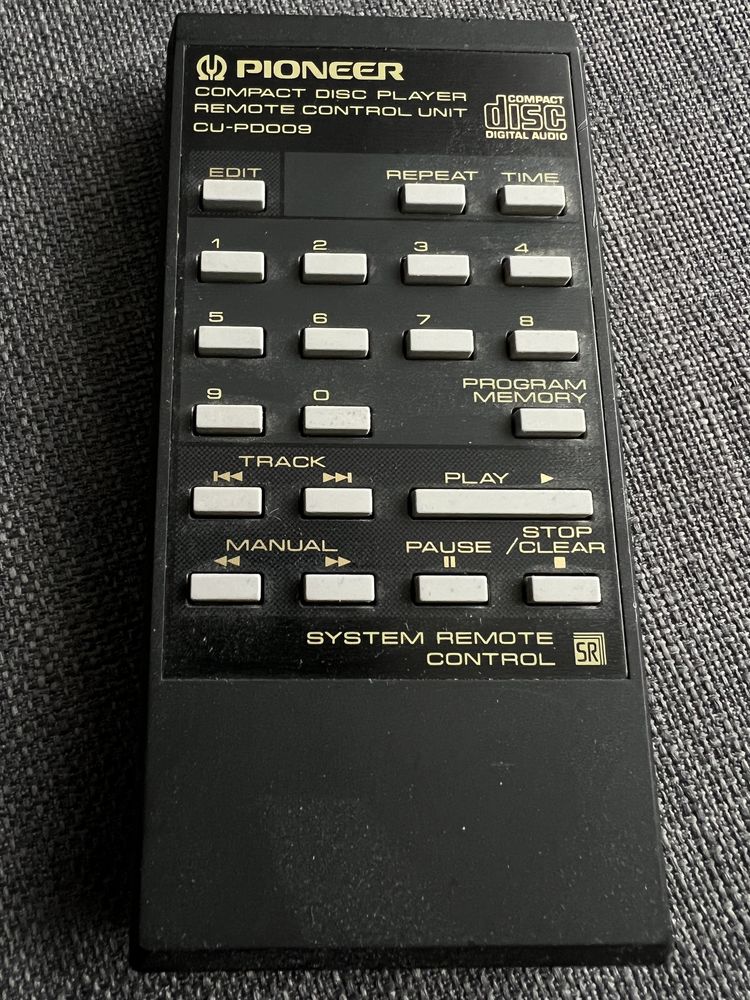 PIONEER
COMPACT DISC PLAYER
REMOTE CONTROL UNIT
CU-PD009
COMPACT
disc
DIGITAL AUDIO
EDIT REPEAT TIME
1 2 3 4
5 6 7 8
9 0 PROGRAM
MEMORY
TRACK
PLAY
MANUAL
PAUSE
STOP
/CLEAR
SYSTEM REMOTE
CONTROL SR